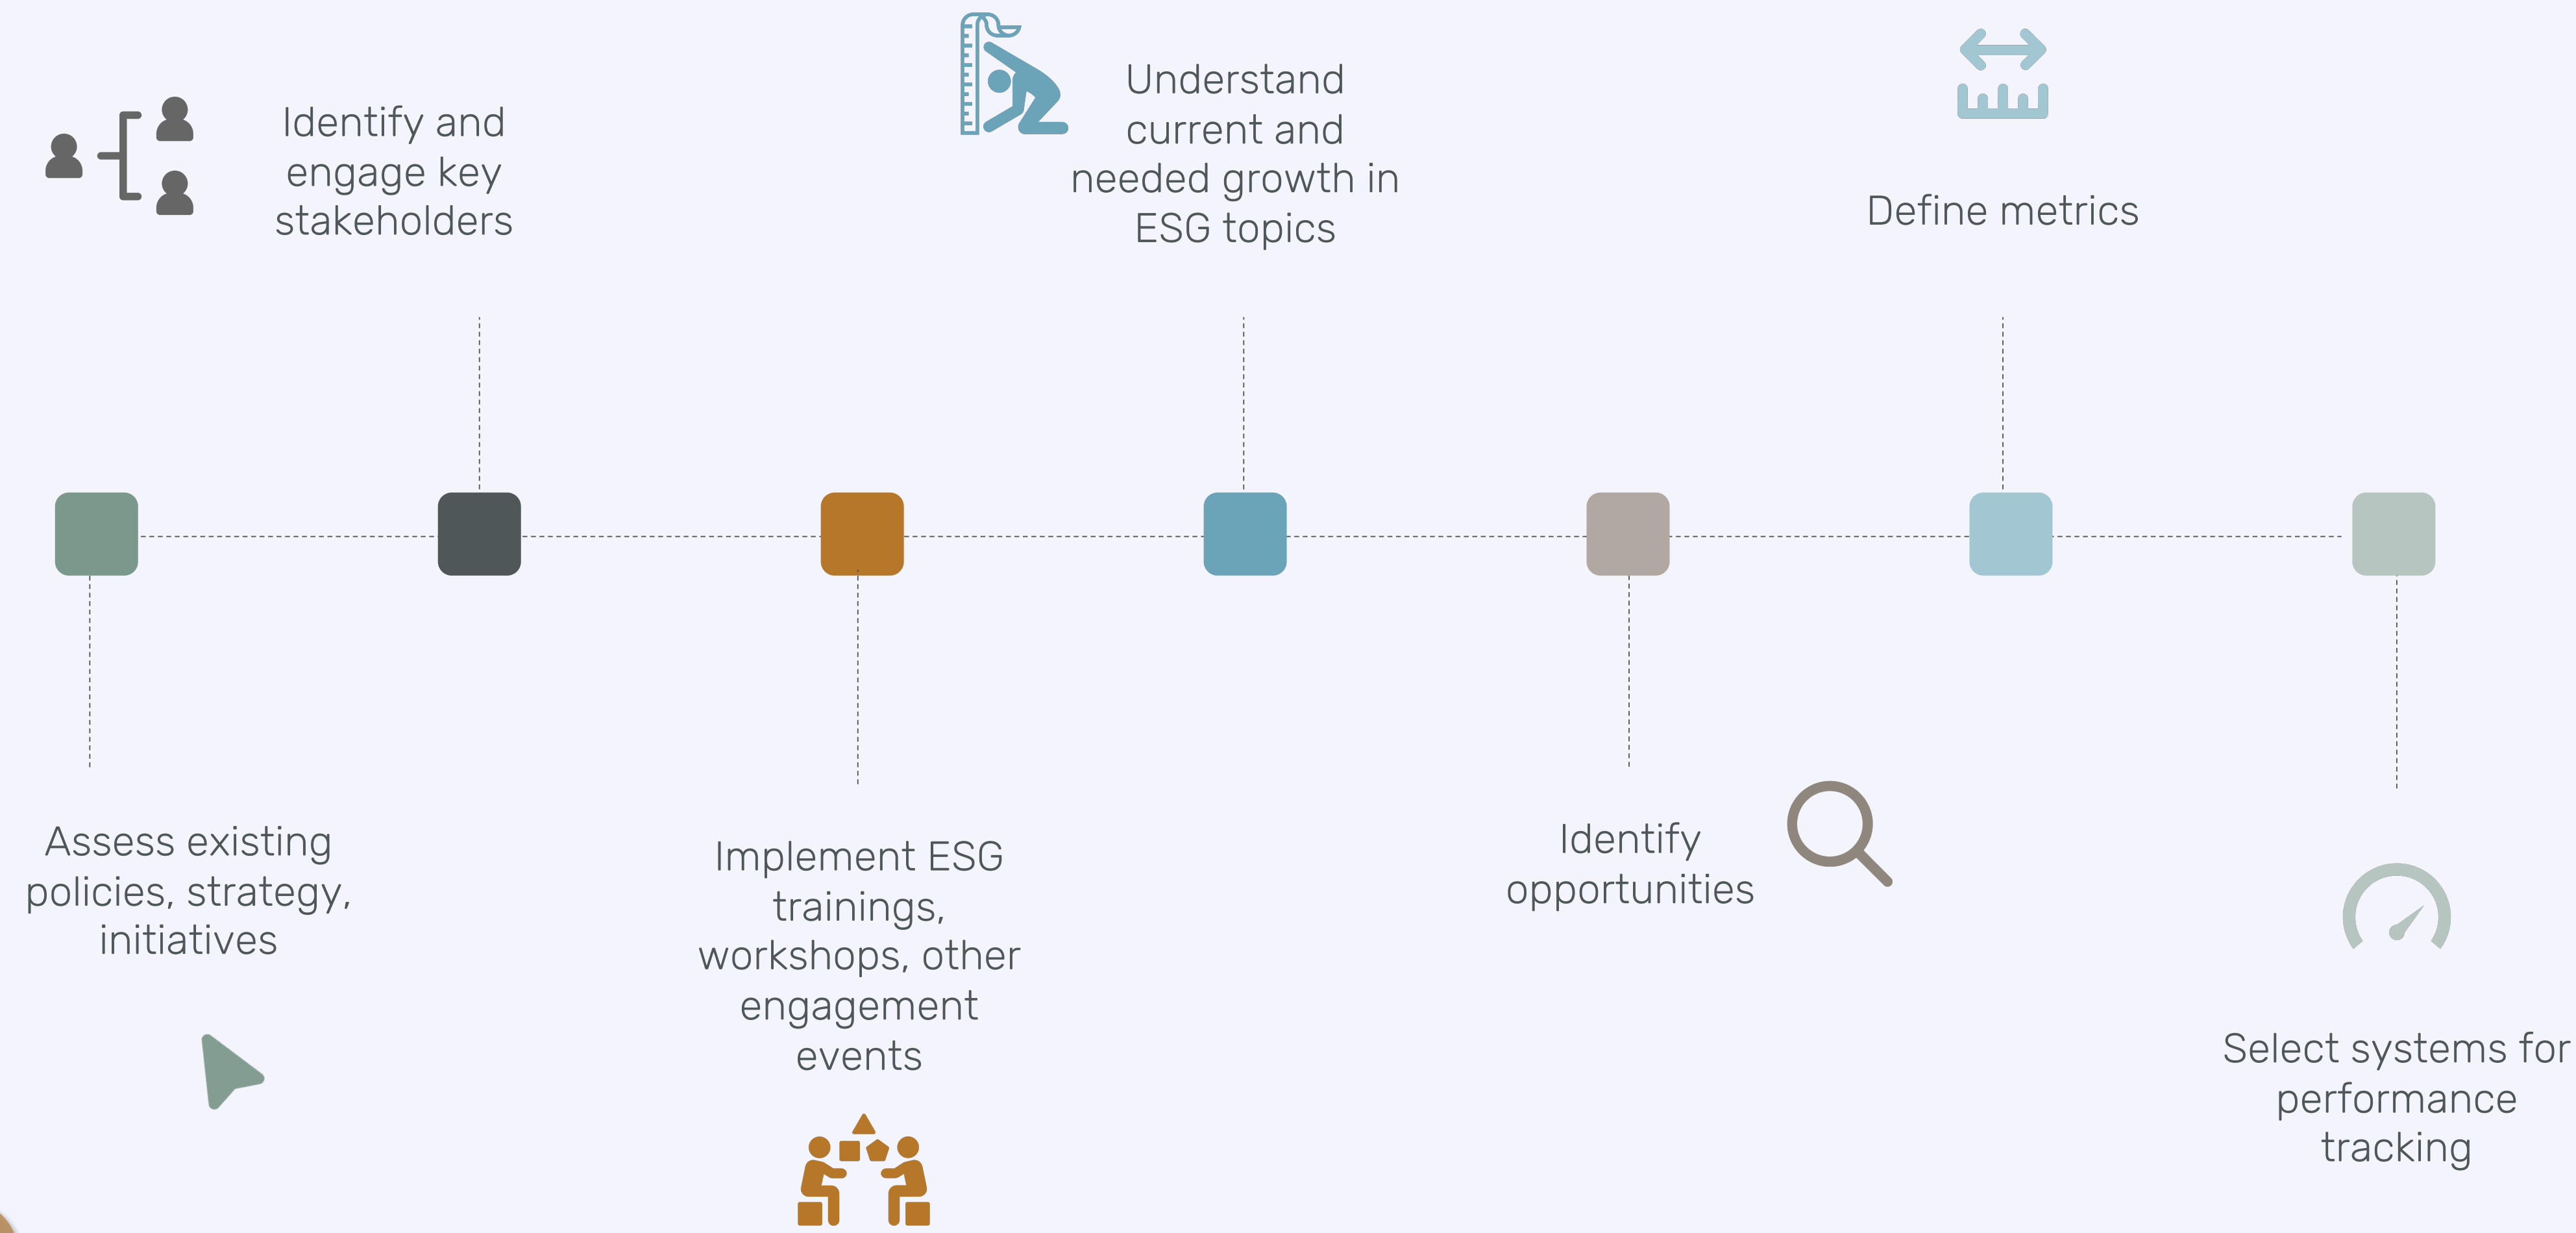 Identify and
engage key
stakeholders
Understand
current and
needed growth in
ESG topics
Define metrics
Assess existing
policies, strategy,
initiatives
Implement ESG
trainings,
workshops, other
engagement
events
Identify
opportunities
Select systems for
performance
tracking